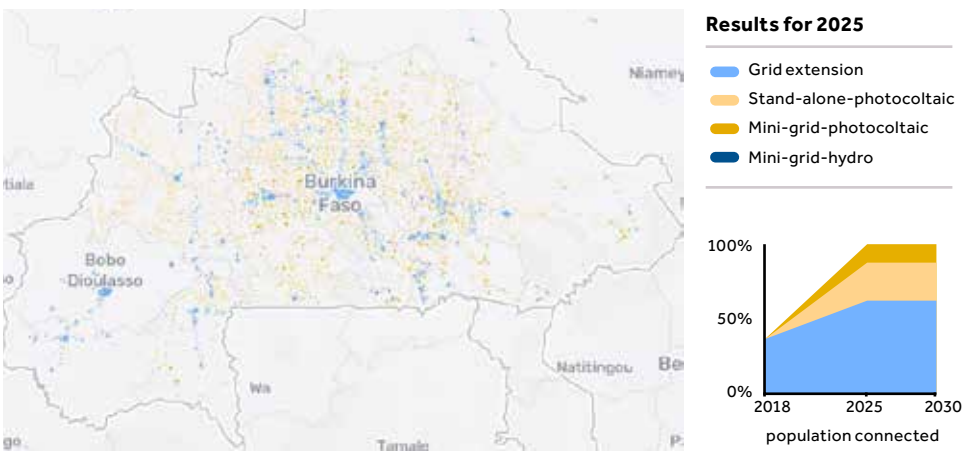 Niamey
tiala
Burkina
Faso
Bobo
Dioulasso
so
Natitingou
Be
Wa
go
Tamale
P
Results for 2025
Grid extension
Stand-alone-photocoltaic
Mini-grid-photocoltaic
Mini-grid-hydro
100%
50%
0%
2018 2025 2030
population connected